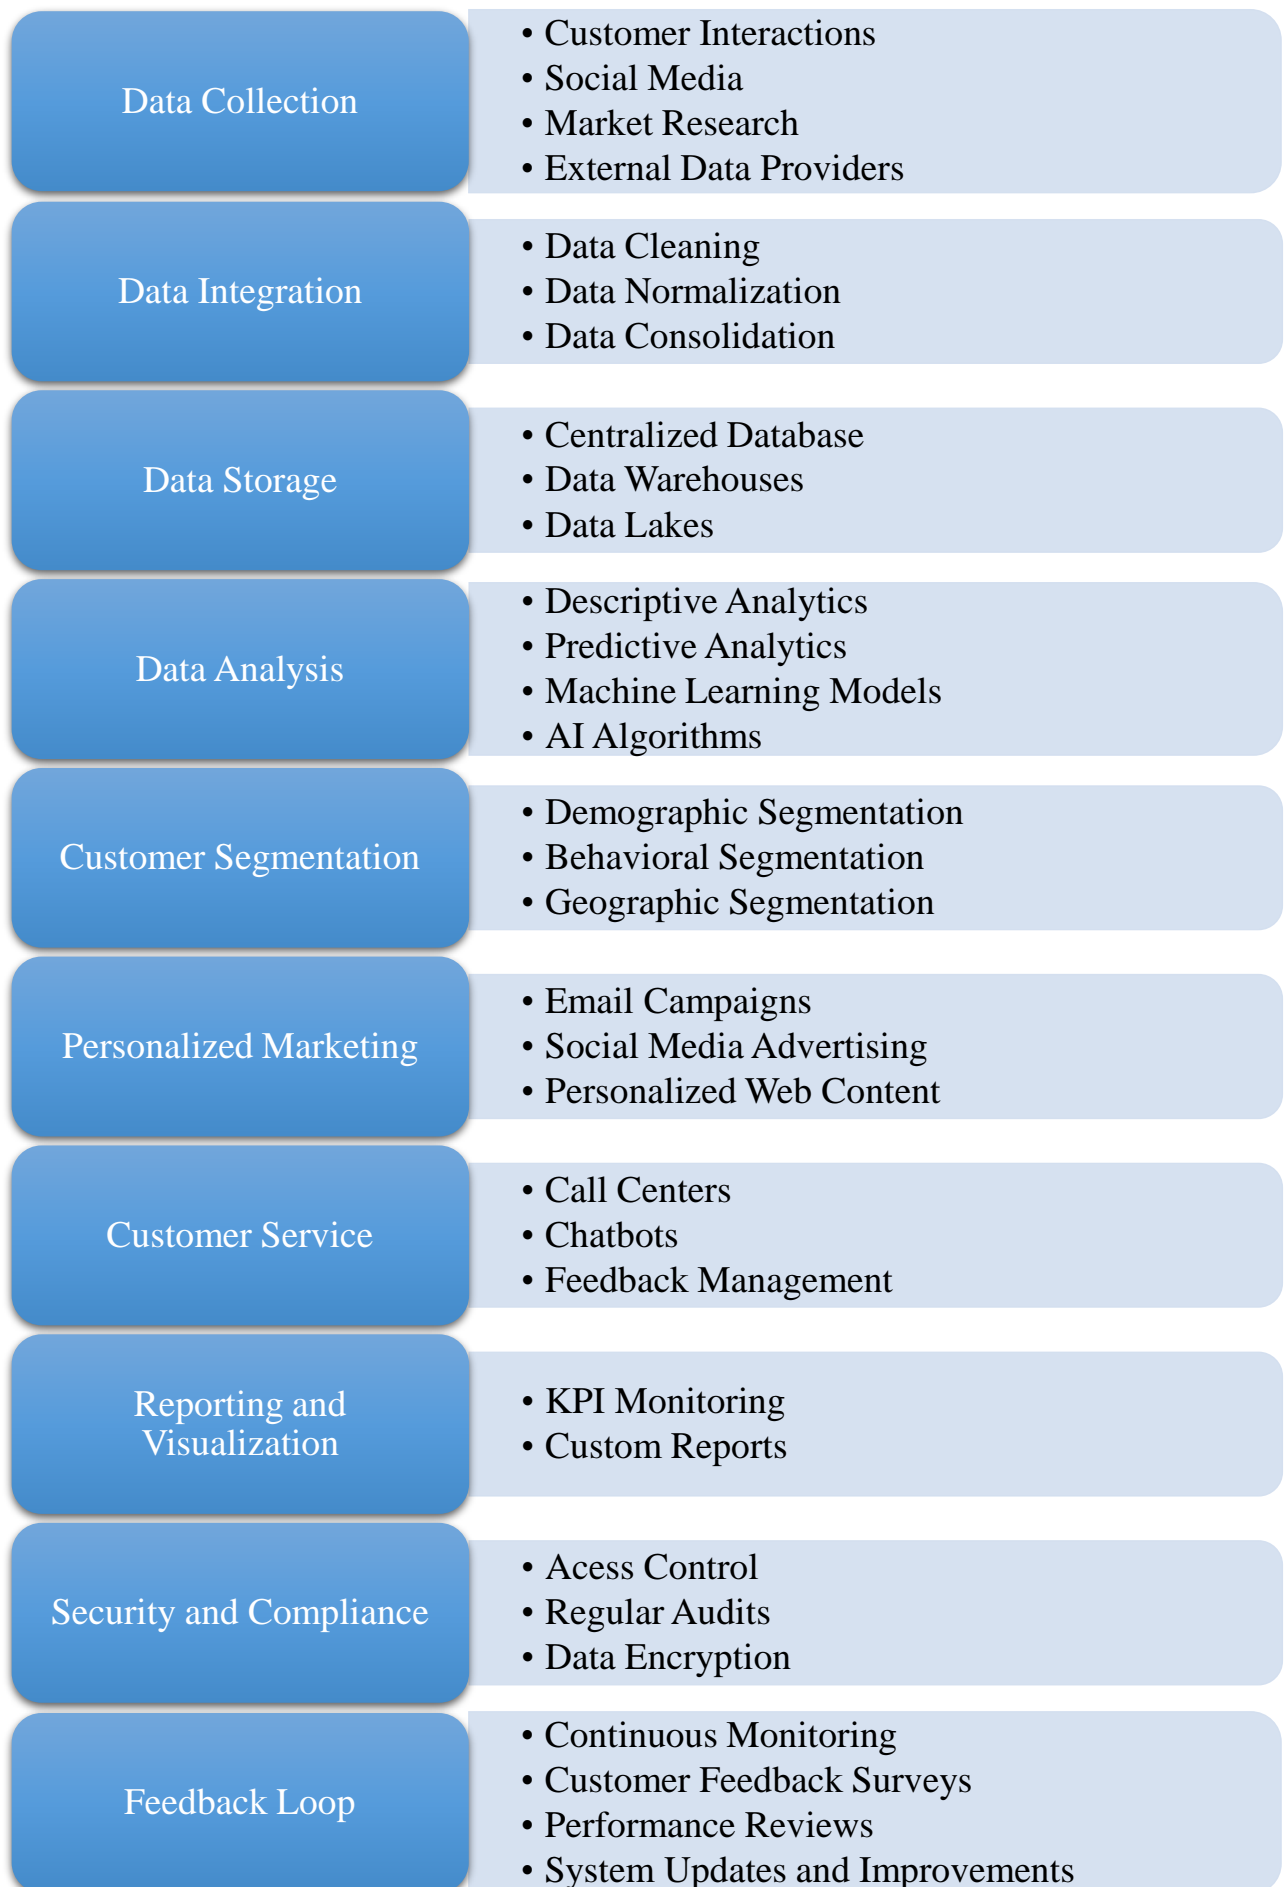 Data Collection
• Customer Interactions
• Social Media
• Market Research
• External Data Providers
Data Integration
• Data Cleaning
• Data Normalization
• Data Consolidation
Data Storage
• Centralized Database
• Data Warehouses
• Data Lakes
Data Analysis
• Descriptive Analytics
• Predictive Analytics
• Machine Learning Models
• AI Algorithms
Customer Segmentation
• Demographic Segmentation
• Behavioral Segmentation
• Geographic Segmentation
Personalized Marketing
• Email Campaigns
• Social Media Advertising
• Personalized Web Content
Customer Service
• Call Centers
• Chatbots
• Feedback Management
Reporting and
Visualization
• KPI Monitoring
• Custom Reports
Security and Compliance
• Acess Control
• Regular Audits
• Data Encryption
Feedback Loop
• Continuous Monitoring
• Customer Feedback Surveys
• Performance Reviews
• System Updates and Improvements